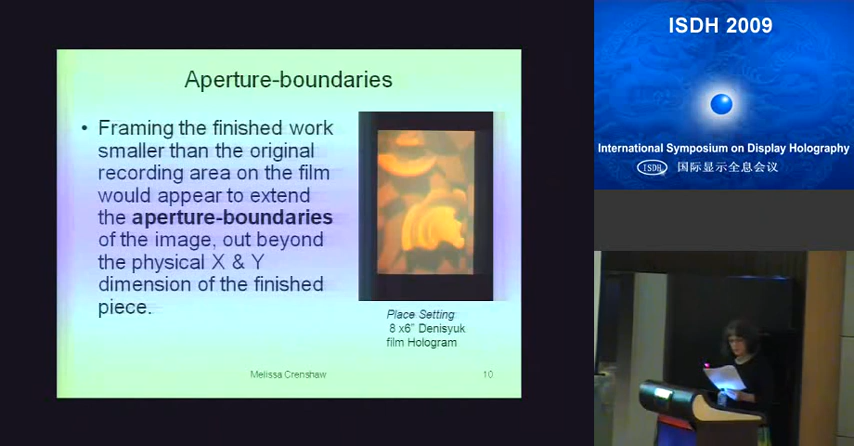 Aperture-boundaries
• Framing the finished work
smaller than the original
recording area on the film
would appear to extend
the aperture-boundaries
of the image, out beyond
the physical X & Y
dimension of the finished
piece.
Place Setting
8 x6" Denisyuk
film Hologram
Melissa Crenshaw
10
ISDH 2009
International Symposium on Display Holography
ISDH 国际显示全息会议